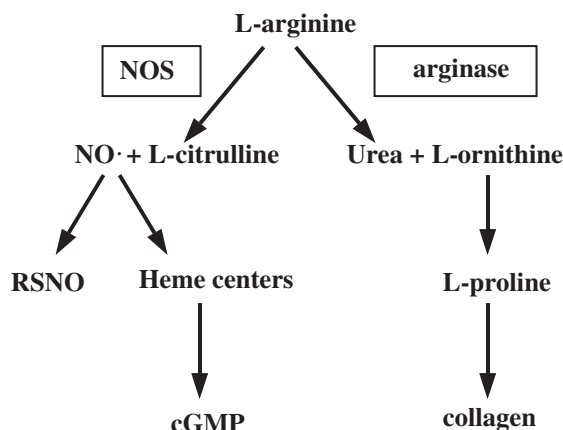 L-arginine
NOS
arginase
NO· + L-citrulline
Urea + L-ornithine
RSNO
Heme centers
L-proline
cGMP
collagen